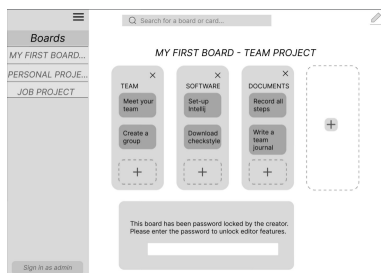 Search for a board or card...
Boards
MY FIRST BOARD...
PERSONAL PROJE...
JOB PROJECT
MY FIRST BOARD - TEAM PROJECT
TEAM
Meet your
team
Create a
group
SOFTWARE
Set-up
Intellij
Download
checkstyle
DOCUMENTS
Record all
steps
Write a
team
journal
This board has been password locked by the creator.
Please enter the password to unlock editor features.
Sign in as admin